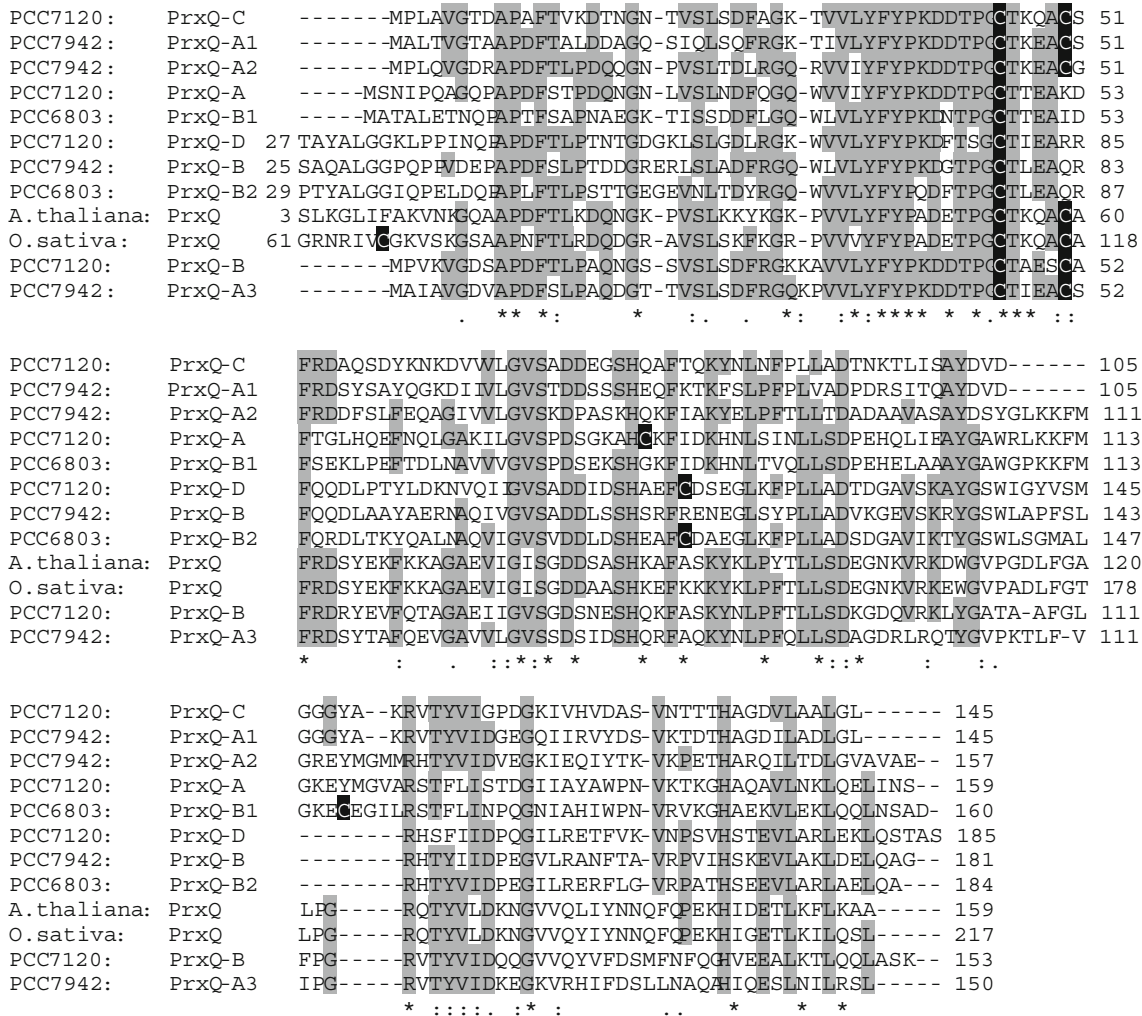 PCC7120: PrxQ-C -------MPLAVGTDAPAFTVKDTNGN-TVSLSDFAGK-TVVLYFYPKDDTPGCTKQACS 51
PCC7942: PrxQ-A1 -------MALTVGTAAPDFTALDDAGQ-SIQLSQFRGK-TIVLYFYPKDDTPGCTKEACS 51
PCC7942: PrxQ-A2 -------MPLQVGDRAPDFTLPDQQGN-PVSLTDLRGQ-RVVIYFYPKDDTPGCTKEACG 51
PCC7120: PrxQ-A -----MSNIPQAGQPAPDFSTPDQNGN-LVSLNDFQGQ-WVVIYFYPKDDTPGCTTEAKD 53
PCC6803: PrxQ-B1 -----MATALETNQPAPTFSAPNAEGK-TISSDDFLGQ-WLVLYFYPKDNTPGCTTEAID 53
PCC7120: PrxQ-D 27 TAYALGGKLPPINQPAPDFTLPTNTGDGKLSLGDLRGK-WVVLYFYPKDFTSGCTIEARR 85
PCC7942: PrxQ-B 25 SAQALGGPQPPVDEPAPDFSLPTDDGRERLSLADFRGQ-WLVLYFYPKDGTPGCTLEAQR 83
PCC6803: PrxQ-B2 29 PTYALGGIQPELDQPAPLFTLPSTTGEGEVNLTDYRGQ-WVVLYFYPQDFTPGCTLEAQR 87
A.thaliana: PrxQ 3 SLKGLIFAKVNKGQAAPDFTLKDQNGK-PVSLKKYKGK-PVVLYFYPADETPGCTKQACA 60
O.sativa: PrxQ 61 GRNRIVCGKVSKGSAAPNFTLRDQDGR-AVSLSKFKGR-PVVVYFYPADETPGCTKQACA 118
PCC7120: PrxQ-B -------MPVKVGDSAPDFTLPAQNGS-SVSLSDFRGKKAVVLYFYPKDDTPGCTAESCA 52
PCC7942: PrxQ-A3 -------MAIAVGDVAPDFSLPAQDGT-TVSLSDFRGQKPVVLYFYPKDDTPGCTIEACS 52
. ** *: * :. . *: :*:**** * *.*** ::
PCC7120: PrxQ-C FRDAQSDYKNKDVVVLGVSADDEGSHQAFTQKYNLNFPLLADTNKTLISAYDVD------ 105
PCC7942: PrxQ-A1 FRDSYSAYQGKDIIVLGVSTDDSSSHEQFKTKFSLPFPLVADPDRSITQAYDVD------ 105
PCC7942: PrxQ-A2 FRDDFSLFEQAGIVVLGVSKDPASKHQKFIAKYELPFTLLTDADAAVASAYDSYGLKKFM 111
PCC7120: PrxQ-A FTGLHQEFNQLGAKILGVSPDSGKAHCKFIDKHNLSINLLSDPEHQLIEAYGAWRLKKFM 113
PCC6803: PrxQ-B1 FSEKLPEFTDLNAVVVGVSPDSEKSHGKFIDKHNLTVQLLSDPEHELAAAYGAWGPKKFM 113
PCC7120: PrxQ-D FQQDLPTYLDKNVQIIGVSADDIDSHAEFCDSEGLKFPLLADTDGAVSKAYGSWIGYVSM 145
PCC7942: PrxQ-B FQQDLAAYAERNAQIVGVSADDLSSHSRFRENEGLSYPLLADVKGEVSKRYGSWLAPFSL 143
PCC6803: PrxQ-B2 FQRDLTKYQALNAQVIGVSVDDLDSHEAFCDAEGLKFPLLADSDGAVIKTYGSWLSGMAL 147
A.thaliana: PrxQ FRDSYEKFKKAGAEVIGISGDDSASHKAFASKYKLPYTLLSDEGNKVRKDWGVPGDLFGA 120
O.sativa: PrxQ FRDSYEKFKKAGAEVIGISGDDAASHKEFKKKYKLPFTLLSDEGNKVRKEWGVPADLFGT 178
PCC7120: PrxQ-B FRDRYEVFQTAGAEIIGVSGDSNESHQKFASKYNLPFTLLSDKGDQVRKLYGATA-AFGL 111
PCC7942: PrxQ-A3 FRDSYTAFQEVGAVVLGVSSDSIDSHQRFAQKYNLPFQLLSDAGDRLRQTYGVPKTLF-V 111
* : . ::*:* * * * * *::* : :.
PCC7120: PrxQ-C GGGYA--KRVTYVIGPDGKIVHVDAS-VNTTTHAGDVLAALGL------ 145
PCC7942: PrxQ-A1 GGGYA--KRVTYVIDGEGQIIRVYDS-VKTDTHAGDILADLGL------ 145
PCC7942: PrxQ-A2 GREYMGMMRHTYVIDVEGKIEQIYTK-VKPETHARQILTDLGVAVAE-- 157
PCC7120: PrxQ-A GKEYMGVARSTFLISTDGIIAYAWPN-VKTKGHAQAVLNKLQELINS-- 159
PCC6803: PrxQ-B1 GKECEGILRSTFLINPQGNIAHIWPN-VRVKGHAEKVLEKLQQLNSAD- 160
PCC7120: PrxQ-D --------RHSFIIDPQGILRETFVK-VNPSVHSTEVLARLEKLQSTAS 185
PCC7942: PrxQ-B --------RHTYIIDPEGVLRANFTA-VRPVIHSKEVLAKLDELQAG-- 181
PCC6803: PrxQ-B2 --------RHTYVIDPEGILRERFLG-VRPATHSEEVLARLAELQA--- 184
A.thaliana: PrxQ LPG-----RQTYVLDKNGVVQLIYNNQFQPEKHIDETLKFLKAA----- 159
O.sativa: PrxQ LPG-----RQTYVLDKNGVVQYIYNNQFQPEKHIGETLKILQSL----- 217
PCC7120: PrxQ-B FPG-----RVTYVIDQQGVVQYVFDSMFNFQGHVEEALKTLQQLASK-- 153
PCC7942: PrxQ-A3 IPG-----RVTYVIDKEGKVRHIFDSLLNAQAHIQESLNILRSL----- 150
* ::::. :* : .. * * *